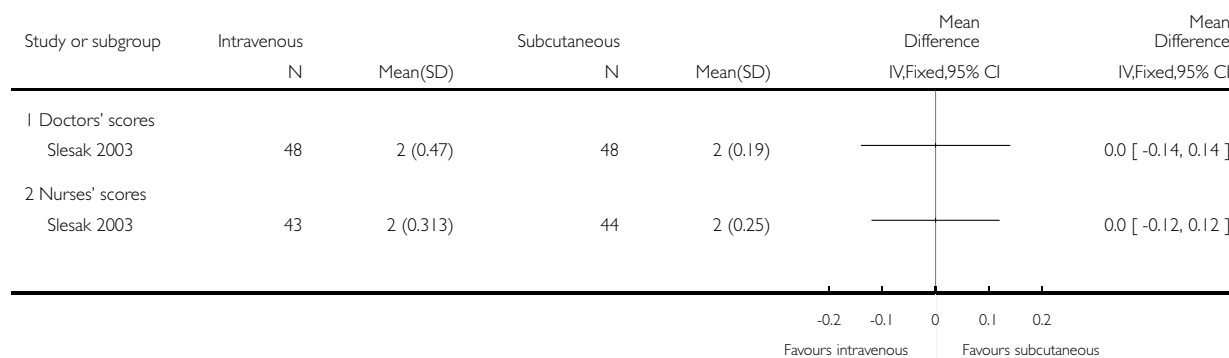 Mean Mean
Study or subgroup Intravenous Subcutaneous Difference Difference
N Mean(SD) N Mean(SD) IV,Fixed,95% CI IV,Fixed,95% CI
1 Doctors' scores
Slesak 2003 48 2 (0.47) 48 2 (0.19) 0.0 [ -0.14, 0.14 ]
2 Nurses' scores
Slesak 2003 43 2 (0.313) 44 2 (0.25) 0.0 [ -0.12, 0.12 ]
-0.2 -0.1 0 0.1 0.2
Favours intravenous Favours subcutaneous